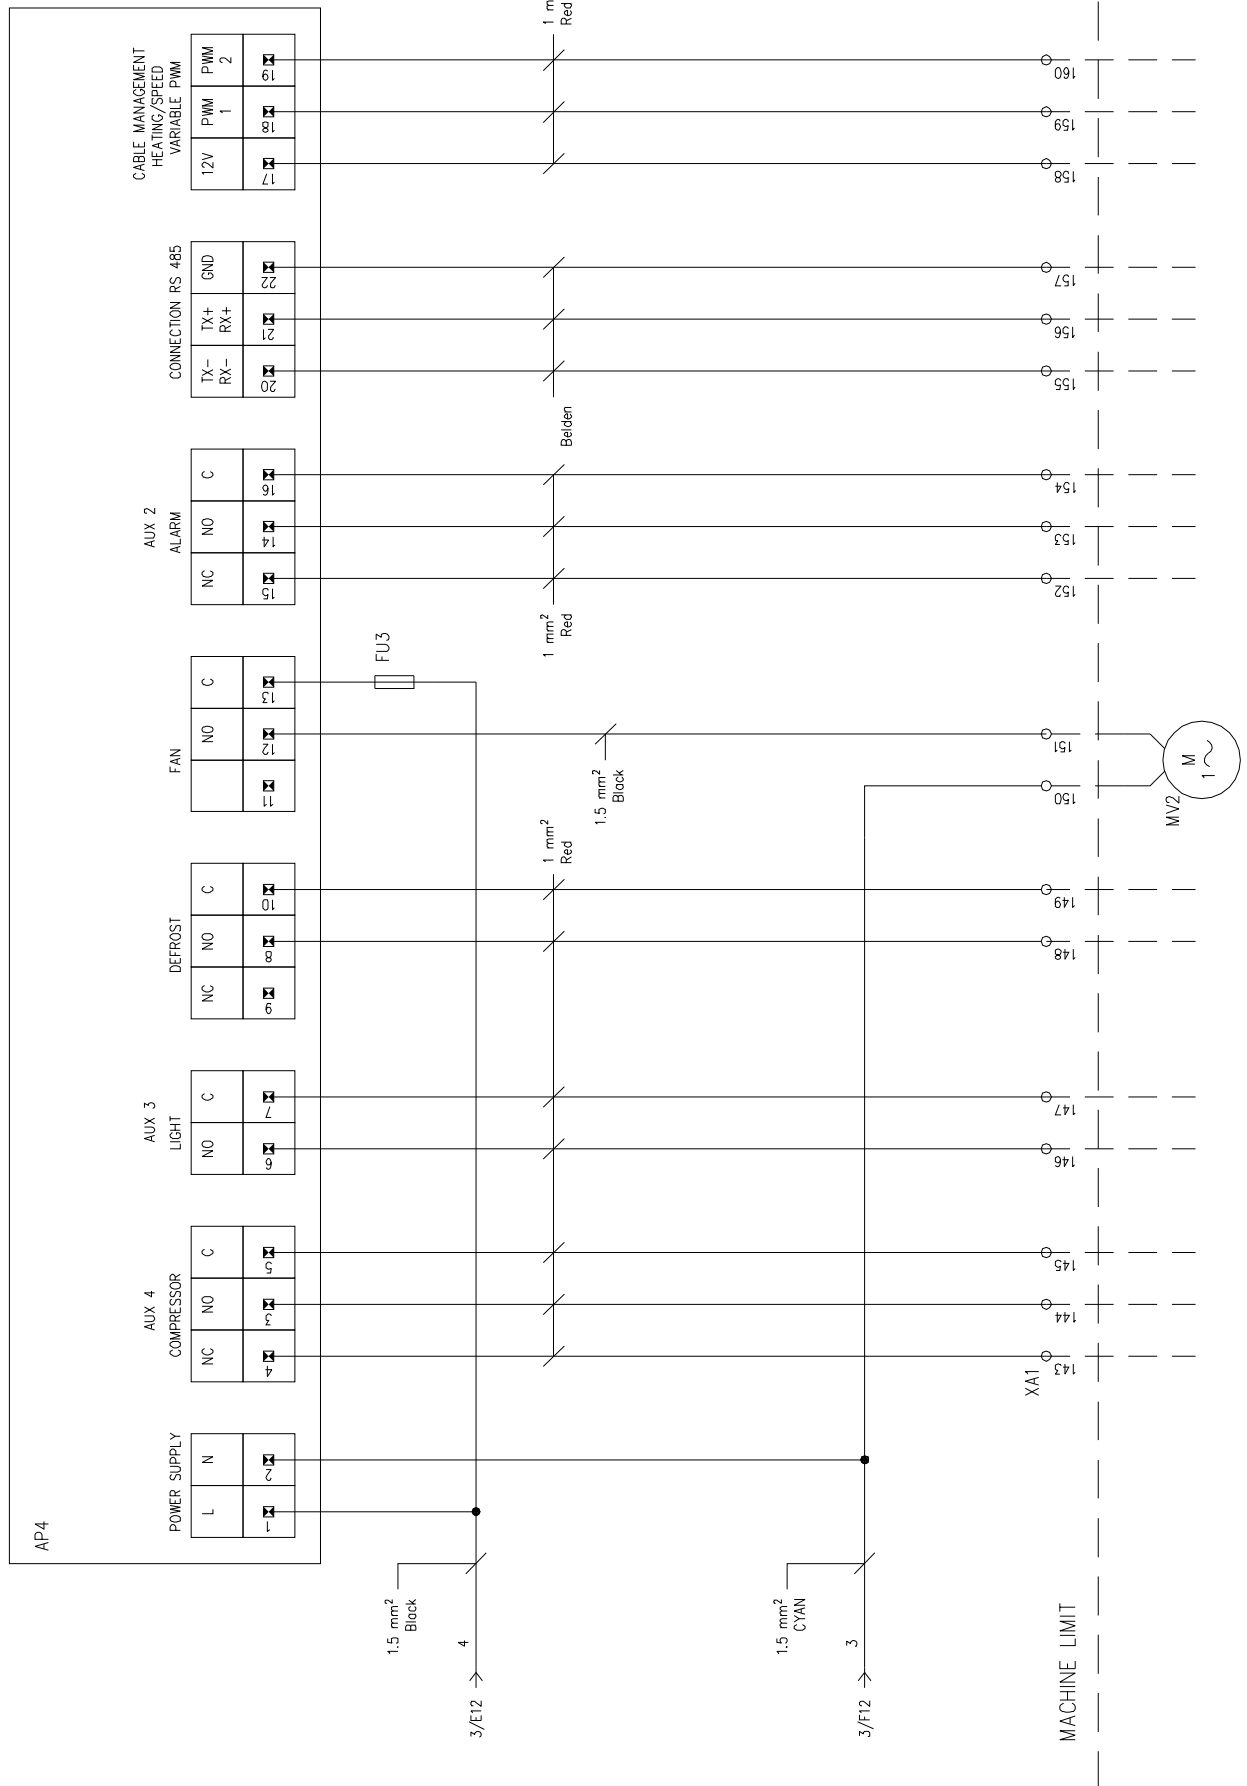 AP4
POWER SUPPLY
L
N
1
2
AUX 4
COMPRESSOR
NC
NO
C
4
3
5
AUX 3
LIGHT
NO
C
6
7
DEFROST
NC
NO
C
9
8
10
FAN
NO
C
11
12
13
AUX 2
ALARM
NC
NO
C
15
14
16
CONNECTION RS 485
TX-
RX-
TX+
RX+
GND
20
21
22
CABLE MANAGEMENT
HEATING/SPEED
VARIABLE PWM
12V
PWM
1
PWM
2
17
18
19
FU3
1.5 mm²
Black
4
3/E12
1 mm²
Red
1.5 mm²
Black
1 mm²
Red
Belden
1 m
Red
1.5 mm²
CYAN
3
3/F12
XA1
143
144
145
146
147
148
149
150
151
152
153
154
155
156
157
158
159
160
MACHINE LIMIT
MV2
M
1